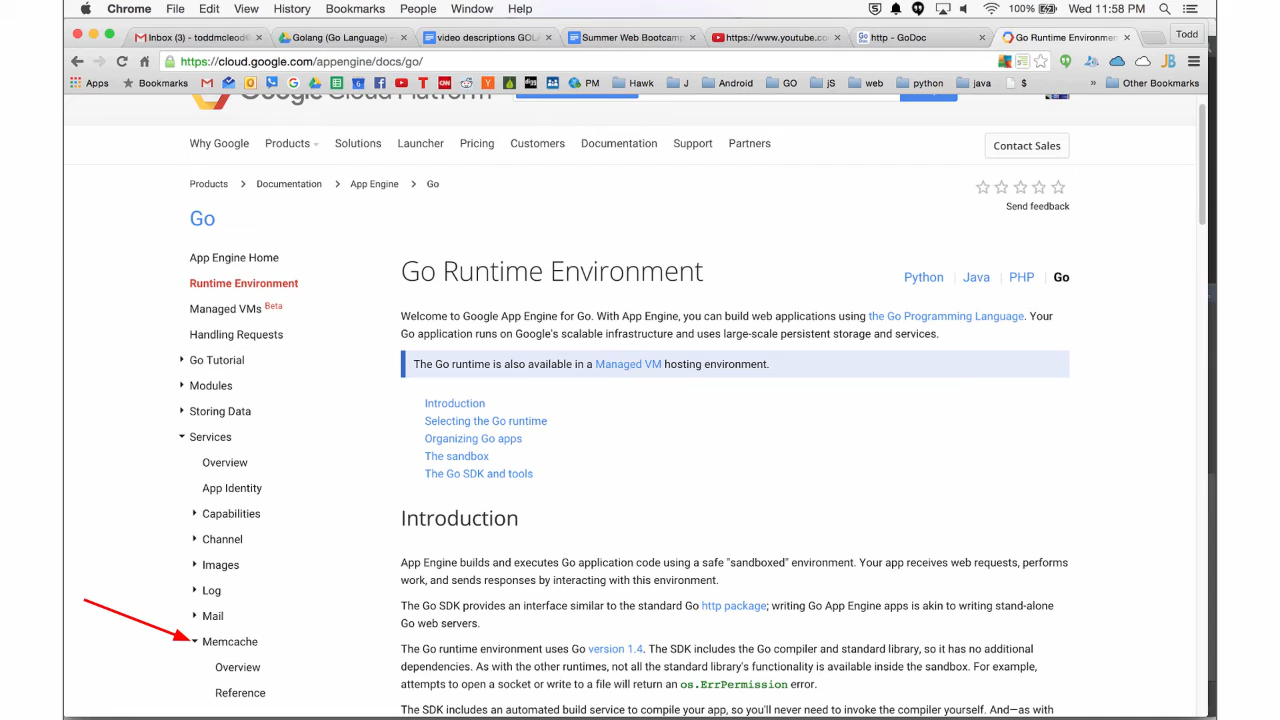 Chrome File Edit View History Bookmarks People Window Help 100% Wed 11:58 PM
Inbox (3) - toddmcleod@ Golang (Go Language) - video descriptions GOLA Summer Web Bootcamp https://www.youtube.co http - GoDoc Go Runtime Environmen Todd
https://cloud.google.com/appengine/docs/go/
Apps Bookmarks PM Hawk J Android GO jS web python java $ » Other Bookmarks
Google Cloud Platform
Why Google Products Solutions Launcher Pricing Customers Documentation Support Partners Contact Sales
Products > Documentation > App Engine > Go
Send feedback
Go
App Engine Home
Runtime Environment
Managed VMs Beta
Handling Requests
Go Tutorial
Modules
Storing Data
Services
Overview
App Identity
Capabilities
Channel
Images
Log
Mail
Memcache
Overview
Reference
Go Runtime Environment
Python | Java | PHP | Go
Welcome to Google App Engine for Go. With App Engine, you can build web applications using the Go Programming Language. Your
Go application runs on Google's scalable infrastructure and uses large-scale persistent storage and services.
The Go runtime is also available in a Managed VM hosting environment.
Introduction
Selecting the Go runtime
Organizing Go apps
The sandbox
The Go SDK and tools
Introduction
App Engine builds and executes Go application code using a safe "sandboxed" environment. Your app receives web requests, performs
work, and sends responses by interacting with this environment.
The Go SDK provides an interface similar to the standard Go http package; writing Go App Engine apps is akin to writing stand-alone
Go web servers.
The Go runtime environment uses Go version 1.4. The SDK includes the Go compiler and standard library, so it has no additional
dependencies. As with the other runtimes, not all the standard library's functionality is available inside the sandbox. For example,
attempts to open a socket or write to a file will return an os.ErrPermission error.
The SDK includes an automated build service to compile your app, so you'll never need to invoke the compiler yourself. And—as with